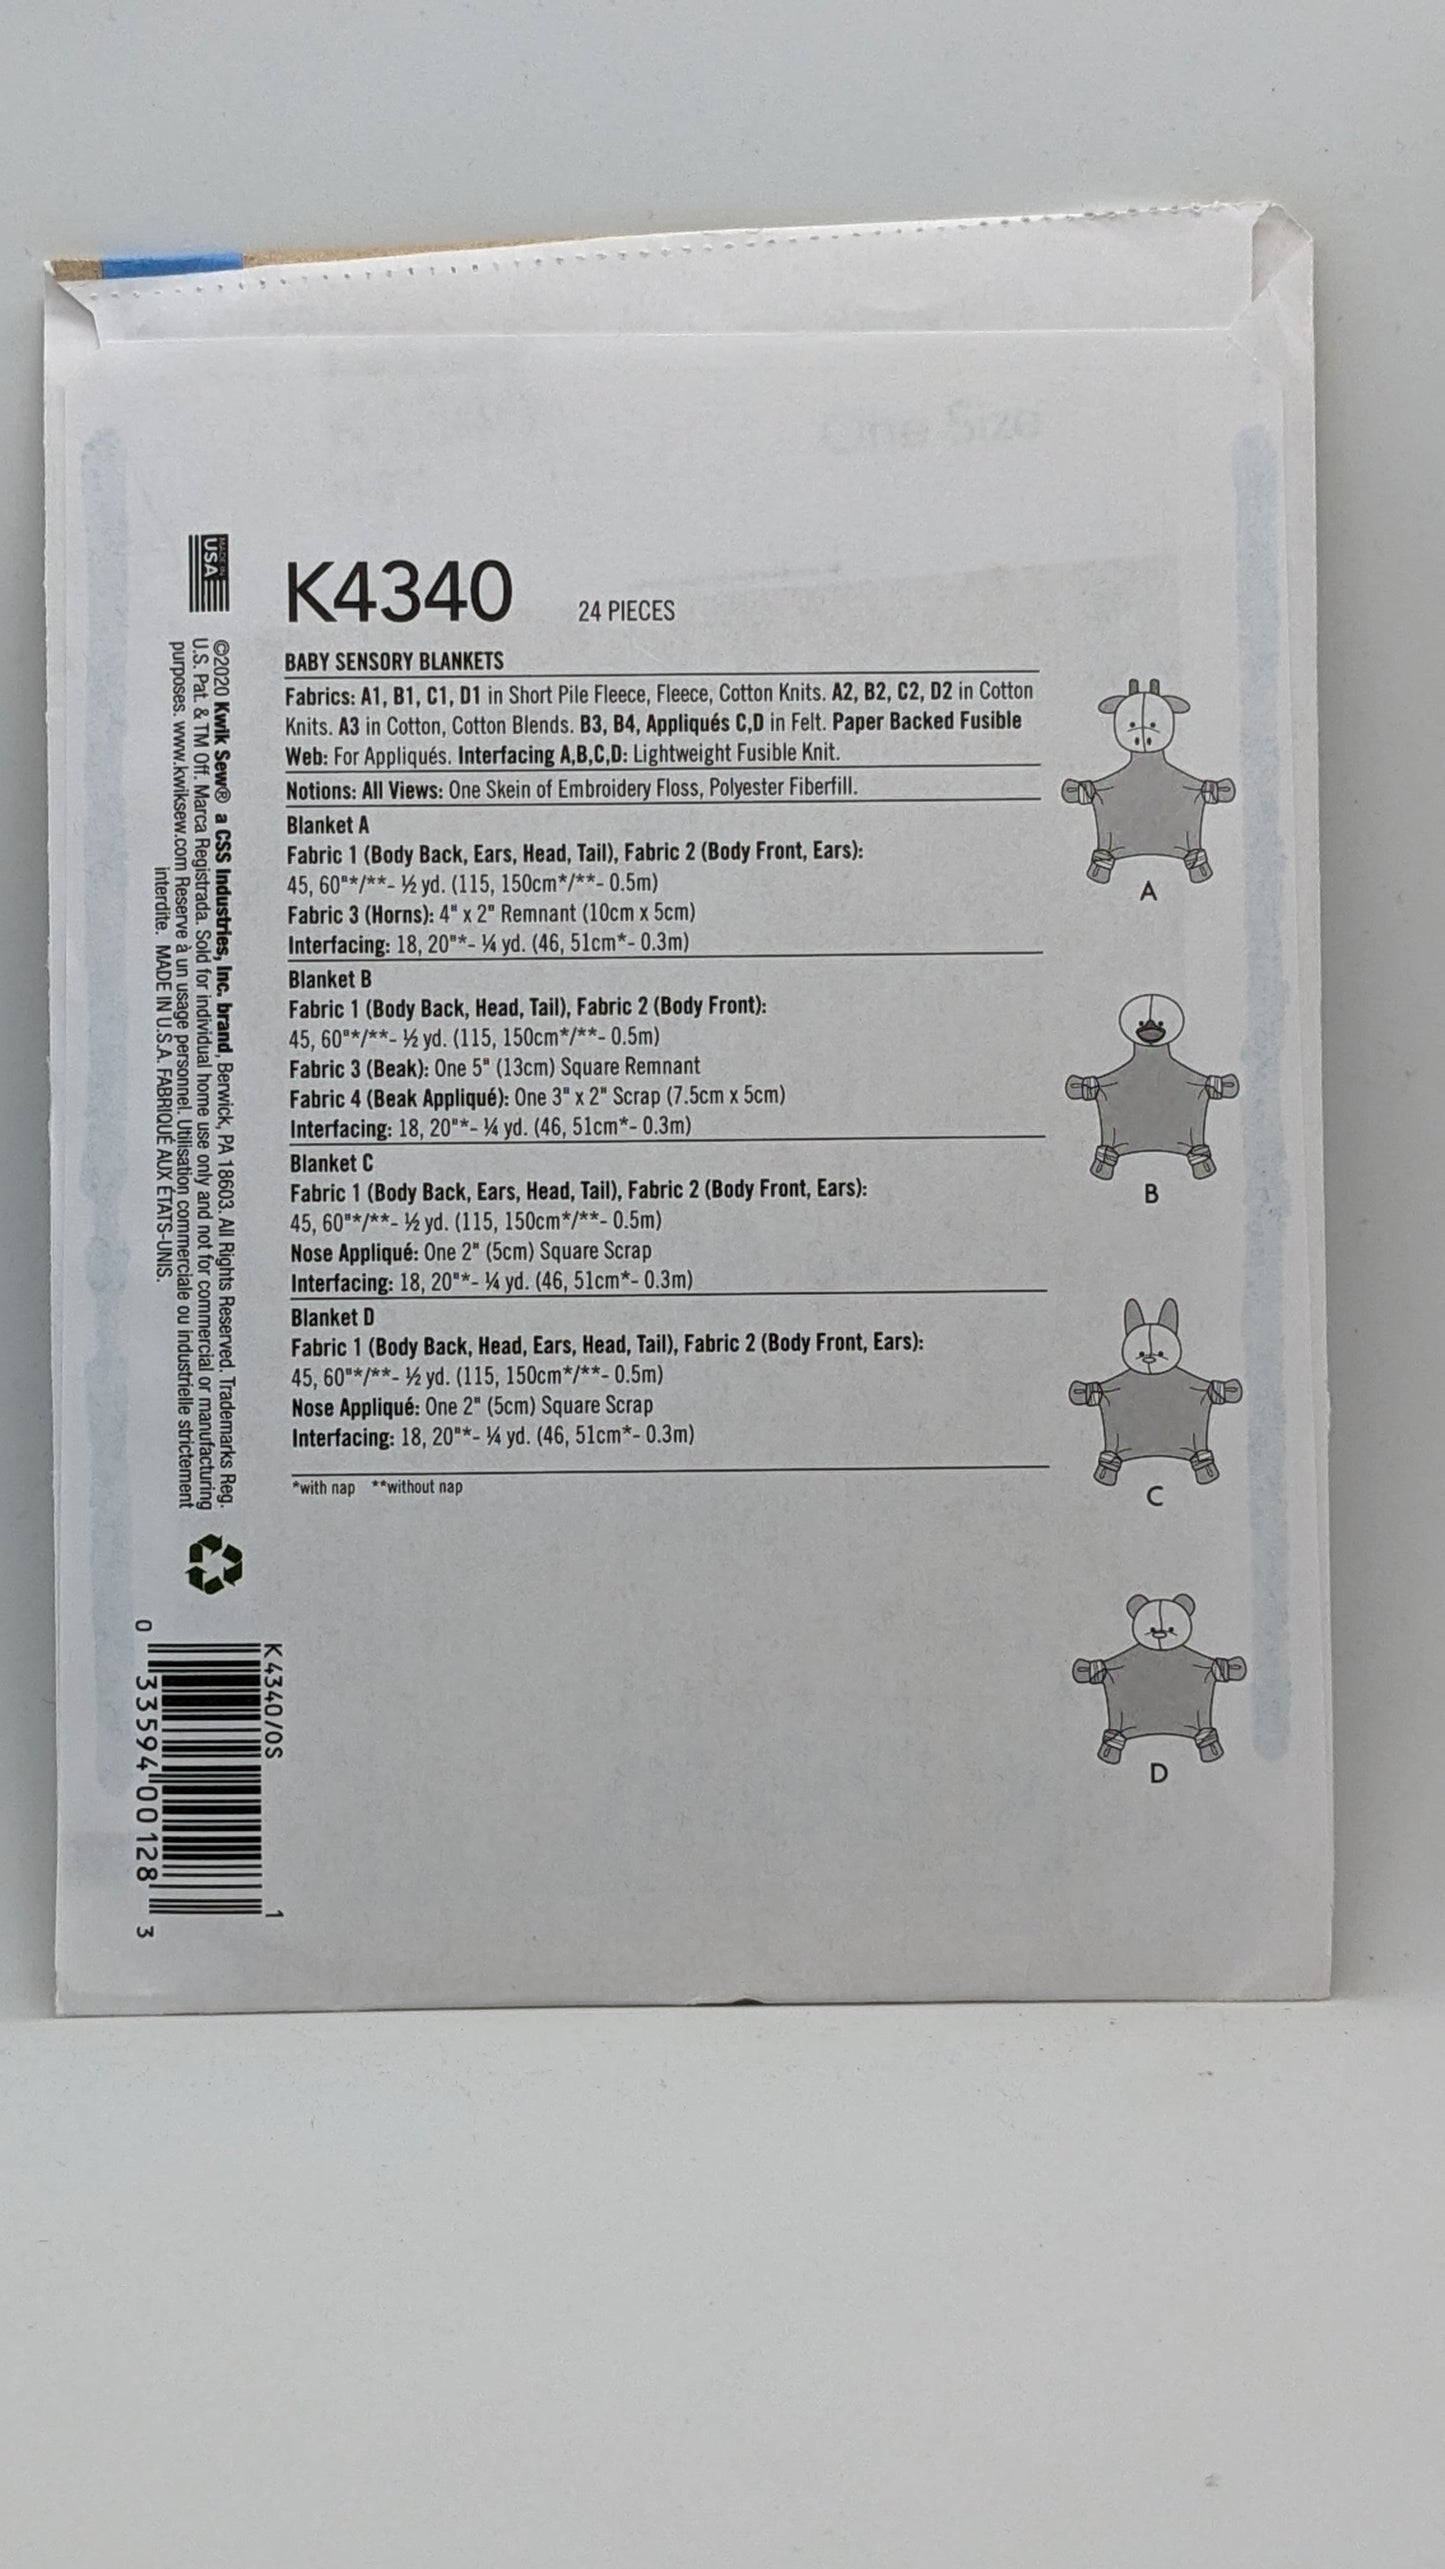 One Size
K4340 24 PIECES
BABY SENSORY BLANKETS
Fabrics: A1, B1, C1, D1 in Short Pile Fleece, Fleece, Cotton Knits. A2, B2, C2, D2 in Cotton
Knits. A3 in Cotton, Cotton Blends. B3, B4, Appliqués C,D in Felt. Paper Backed Fusible
Web: For Appliqués. Interfacing A,B,C,D: Lightweight Fusible Knit.
Notions: All Views: One Skein of Embroidery Floss, Polyester Fiberfill.
Blanket A
Fabric 1 (Body Back, Ears, Head, Tail), Fabric 2 (Body Front, Ears):
45, 60"*/**- ½ yd. (115, 150cm*/**- 0.5m)
Fabric 3 (Horns): 4" x 2" Remnant (10cm x 5cm)
Interfacing: 18, 20"*- ¼ yd. (46, 51cm*- 0.3m)
Blanket B
Fabric 1 (Body Back, Head, Tail), Fabric 2 (Body Front):
45, 60"*/**- ½ yd. (115, 150cm*/**- 0.5m)
Fabric 3 (Beak): One 5" (13cm) Square Remnant
Fabric 4 (Beak Appliqué): One 3" x 2" Scrap (7.5cm x 5cm)
Interfacing: 18, 20"*- ¼ yd. (46, 51cm*- 0.3m)
Blanket C
Fabric 1 (Body Back, Ears, Head, Tail), Fabric 2 (Body Front, Ears):
45, 60"*/**- ½ yd. (115, 150cm*/**- 0.5m)
Nose Appliqué: One 2" (5cm) Square Scrap
Interfacing: 18, 20"*- ¼ yd. (46, 51cm*- 0.3m)
Blanket D
Fabric 1 (Body Back, Head, Ears, Head, Tail), Fabric 2 (Body Front, Ears):
45, 60"*/**- ½ yd. (115, 150cm*/**- 0.5m)
Nose Appliqué: One 2" (5cm) Square Scrap
Interfacing: 18, 20"*- ¼ yd. (46, 51cm*- 0.3m)
*with nap **without nap
A
B
C
D
MADE IN
USA
©2020 Kwik Sew® a CSS Industries, Inc. brand, Berwick, PA 18603. All Rights Reserved. Trademarks Reg.
U.S. Pat. & TM Off. Marca Registrada. Sold for individual home use only and not for commercial or manufacturing
purposes. www.kwiksew.com Reserve à un usage personnel. Utilisation commerciale ou industrielle strictement
interdite. MADE IN U.S.A. FABRIQUÉ AUX ÉTATS-UNIS.
K4340/OS 1
0 33594 00128 3